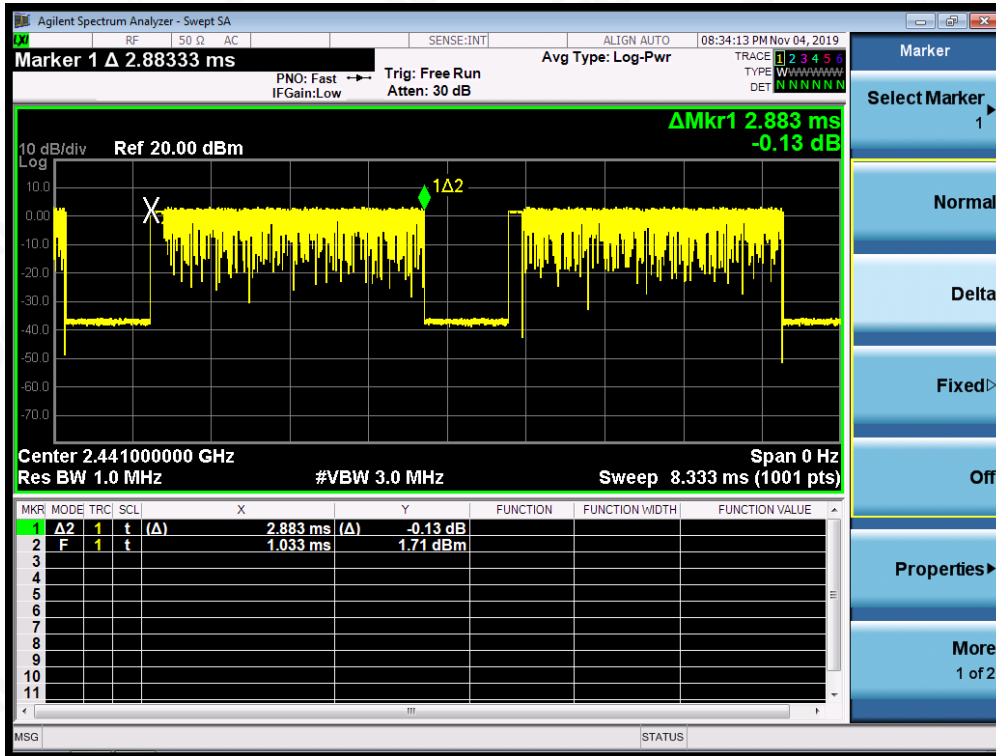 Agilent Spectrum Analyzer - Swept SA
LXI RF 50 Ω AC SENSE:INT ALIGN AUTO 08:34:13 PM Nov 04, 2019
Marker 1 Δ 2.88333 ms
PNO: Fast
IFGain:Low
Trig: Free Run
Atten: 30 dB
Avg Type: Log-Pwr
TRACE 1 2 3 4 5 6
TYPE WWWWWW
DET N N N N N N
ΔMkr1 2.883 ms
-0.13 dB
10 dB/div Ref 20.00 dBm
Log
10.0
0.00
-10.0
-20.0
-30.0
-40.0
-50.0
-60.0
-70.0
X
1Δ2
Center 2.441000000 GHz Span 0 Hz
Res BW 1.0 MHz #VBW 3.0 MHz Sweep 8.333 ms (1001 pts)
MKR MODE TRC SCL X Y FUNCTION FUNCTION WIDTH FUNCTION VALUE
1 Δ2 1 t (Δ) 2.883 ms (Δ) -0.13 dB
2 F 1 t 1.033 ms 1.71 dBm
3
4
5
6
7
8
9
10
11
MSG STATUS
Marker
Select Marker
1
Normal
Delta
Fixed
Off
Properties
More
1 of 2